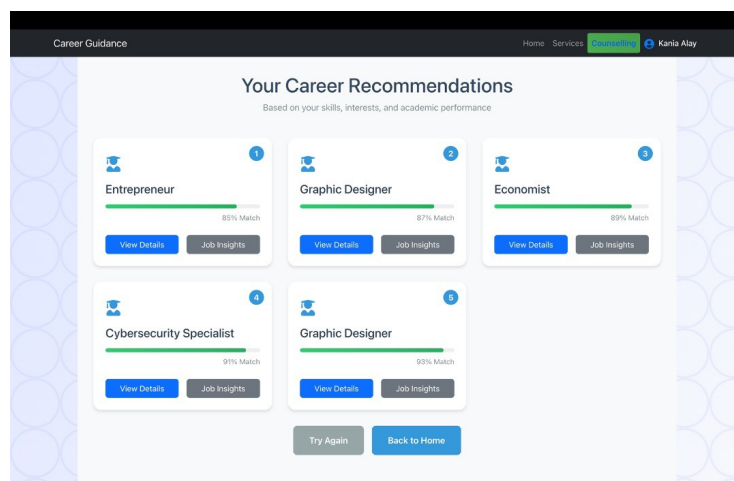 Career Guidance
Home Services Counselling Kania Alay
Your Career Recommendations
Based on your skills, interests, and academic performance
1
Entrepreneur
85% Match
View Details Job Insights
2
Graphic Designer
87% Match
View Details Job Insights
3
Economist
89% Match
View Details Job Insights
4
Cybersecurity Specialist
91% Match
View Details Job Insights
5
Graphic Designer
93% Match
View Details Job Insights
Try Again Back to Home